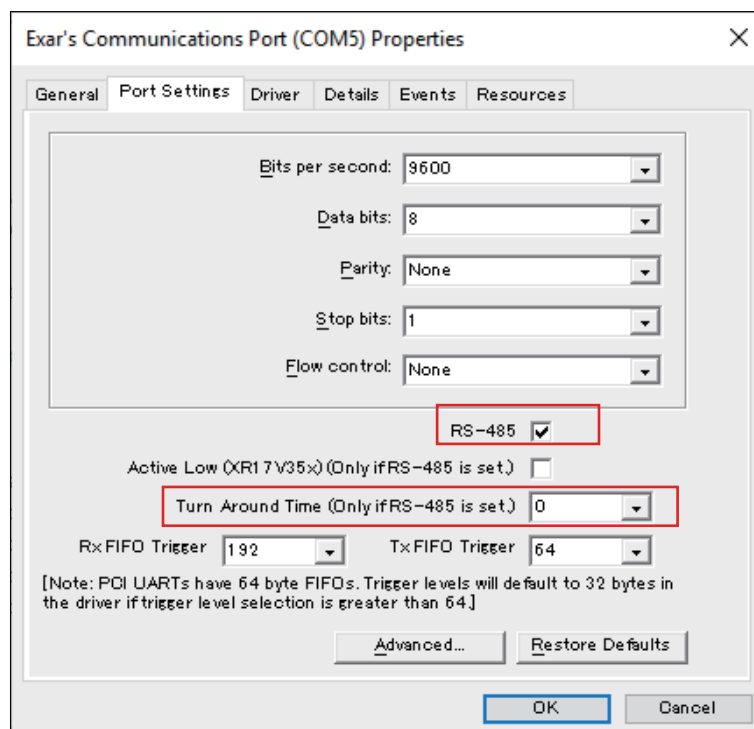 Exar's Communications Port (COM5) Properties
General Port Settings Driver Details Events Resources
Bits per second: 9600
Data bits: 8
Parity: None
Stop bits: 1
Flow control: None
RS-485
Active Low (XR17V35x) (Only if RS-485 is set.)
Turn Around Time (Only if RS-485 is set.) 0
Rx FIFO Trigger 192 Tx FIFO Trigger 64
[Note: PCI UARTs have 64 byte FIFOs. Trigger levels will default to 32 bytes in
the driver if trigger level selection is greater than 64.]
Advanced... Restore Defaults
OK Cancel